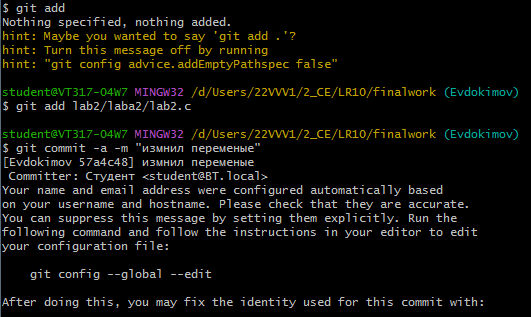 $ git add
Nothing specified, nothing added.
hint: Maybe you wanted to say 'git add .'?
hint: Turn this message off by running
hint: "git config advice.addEmptyPathspec false"
student@VT317-04W7 MINGW32 /d/Users/22VVV1/2_CE/LR10/finalwork (Evdokimov)
$ git add lab2/laba2/lab2.c
student@VT317-04W7 MINGW32 /d/Users/22VVV1/2_CE/LR10/finalwork (Evdokimov)
$ git commit -a -m "измнил переменые"
[Evdokimov 57a4c48] измнил переменые
Committer: Студент <student@BT.local>
Your name and email address were configured automatically based
on your username and hostname. Please check that they are accurate.
You can suppress this message by setting them explicitly. Run the
following command and follow the instructions in your editor to edit
your configuration file:
git config --global --edit
After doing this, you may fix the identity used for this commit with: